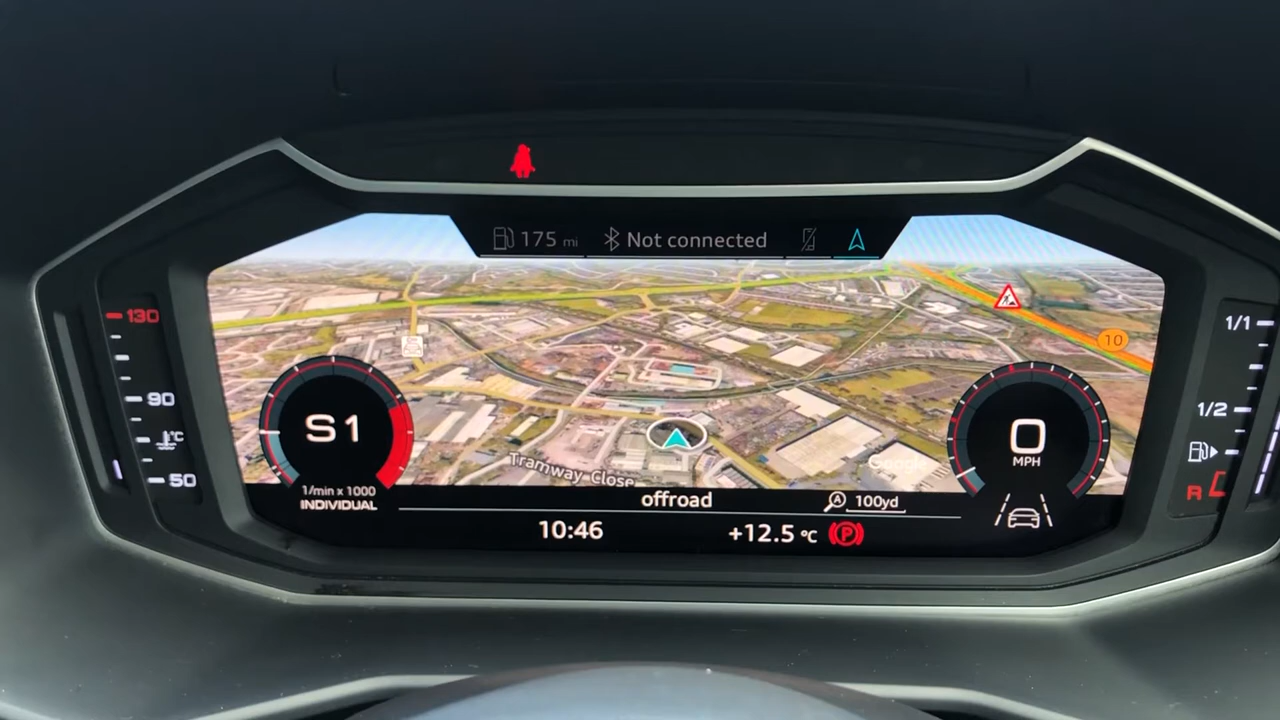 175 mi
Not connected
130
90
°C
50
1/1
1/2
R
10
S1
1/min x 1000
INDIVIDUAL
0
MPH
Google
Tramway Close
offroad
A
100yd
10:46
+12.5 °C
P